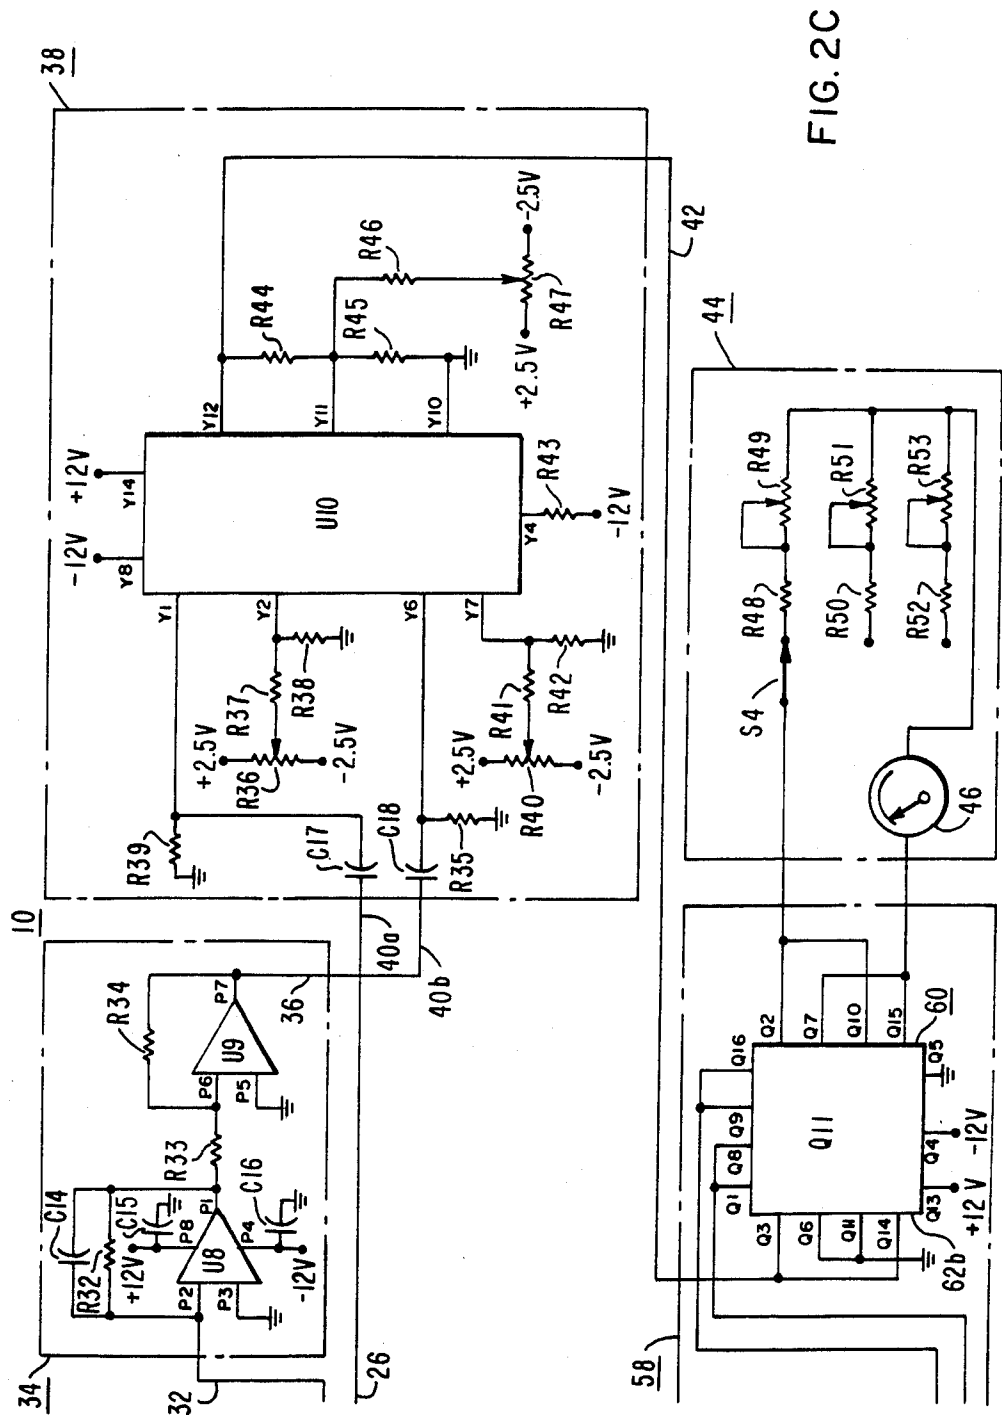 10
34
C14
R32
+12V
C15
P8
P2
U8
P1
P3
P4
C16
-12V
R33
R34
P6
U9
P7
P5
32
36
26
40a
40b
38
R39
C17
C18
R35
+2.5V
R36
-2.5V
R37
R38
+2.5V
R40
-2.5V
R41
R42
-12V
+12V
Y8
Y14
Y1
Y2
Y6
Y7
U10
Y12
Y11
Y10
Y4
R43
-12V
R44
R45
R46
+2.5V
R47
-2.5V
42
58
Q1
Q8
Q9
Q16
Q3
Q6
Q11
Q14
Q11
Q2
Q7
Q10
Q15
60
Q13
Q4
Q5
62b
+12V
-12V
44
S4
R48
R49
R50
R51
R52
R53
46
FIG. 2C